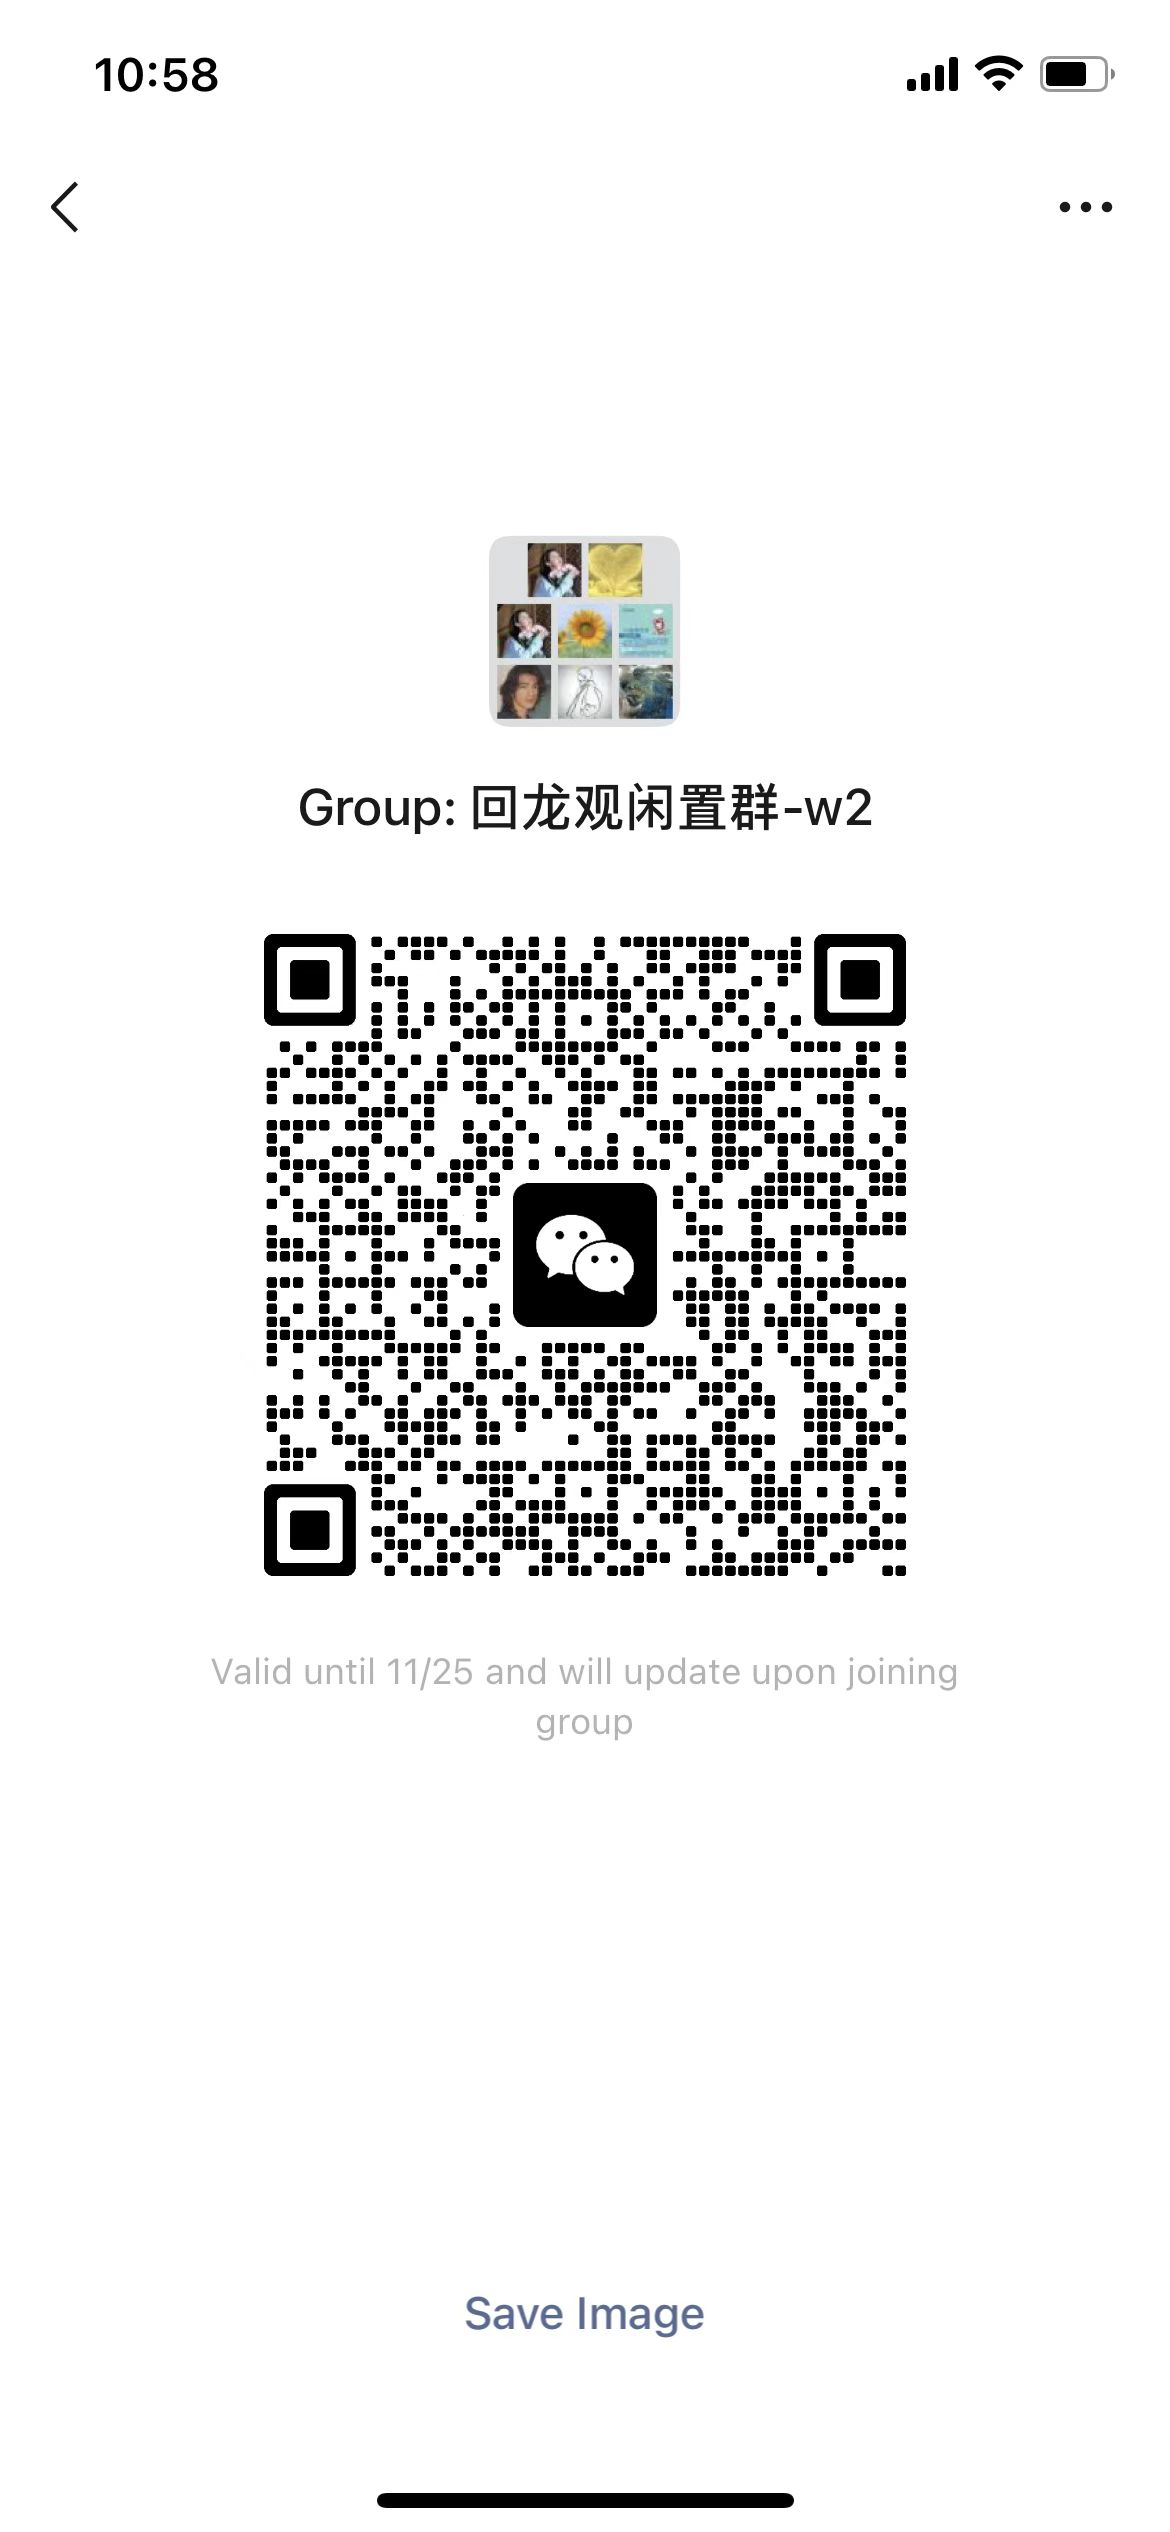 10:58
Group: 回龙观闲置群-w2
Valid until 11/25 and will update upon joining
group
Save Image